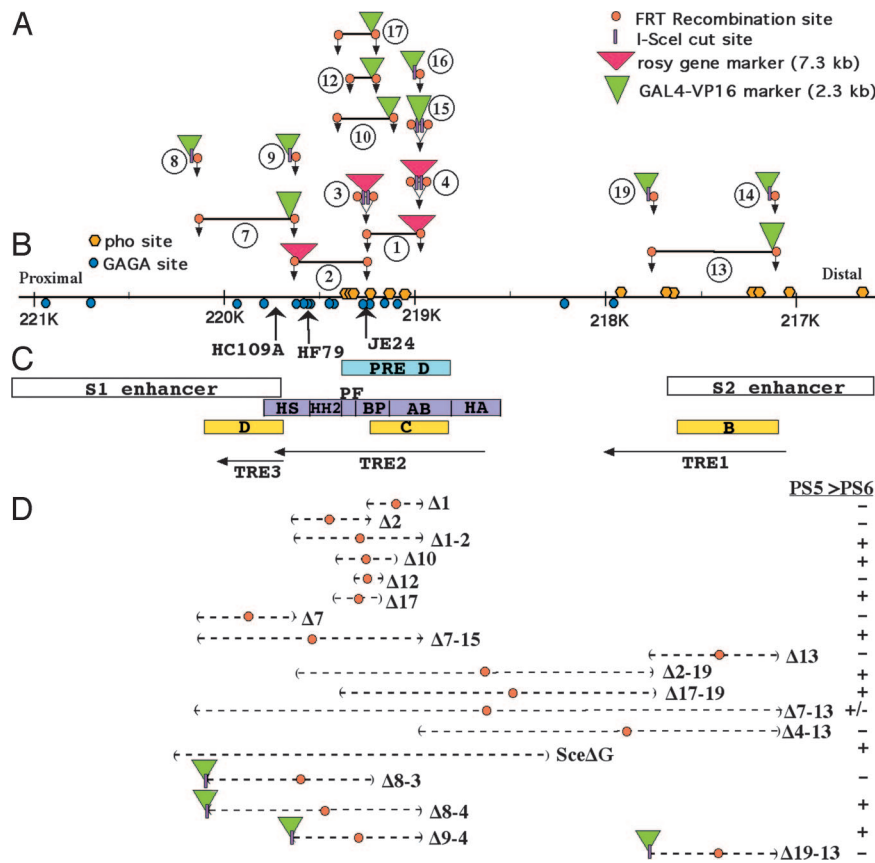 A
FRT Recombination site
I-SceI cut site
rosy gene marker (7.3 kb)
GAL4-VP16 marker (2.3 kb)
17
12
16
10
15
8
9
3
4
19
14
7
1
2
13
B
pho site
GAGA site
Proximal
Distal
221K
220K
219K
218K
217K
HC109A
HF79
JE24
C
PRE D
S1 enhancer
S2 enhancer
PF
HS
HH2
BP
AB
HA
D
C
B
TRE3
TRE2
TRE1
PS5 >PS6
D
Δ1 –
Δ2 –
Δ1-2 +
Δ10 +
Δ12 –
Δ17 +
Δ7 –
Δ7-15 +
Δ13 –
Δ2-19 +
Δ17-19 +
Δ7-13 +/-
Δ4-13 –
SceΔG +
Δ8-3 –
Δ8-4 +
Δ9-4 +
Δ19-13 –